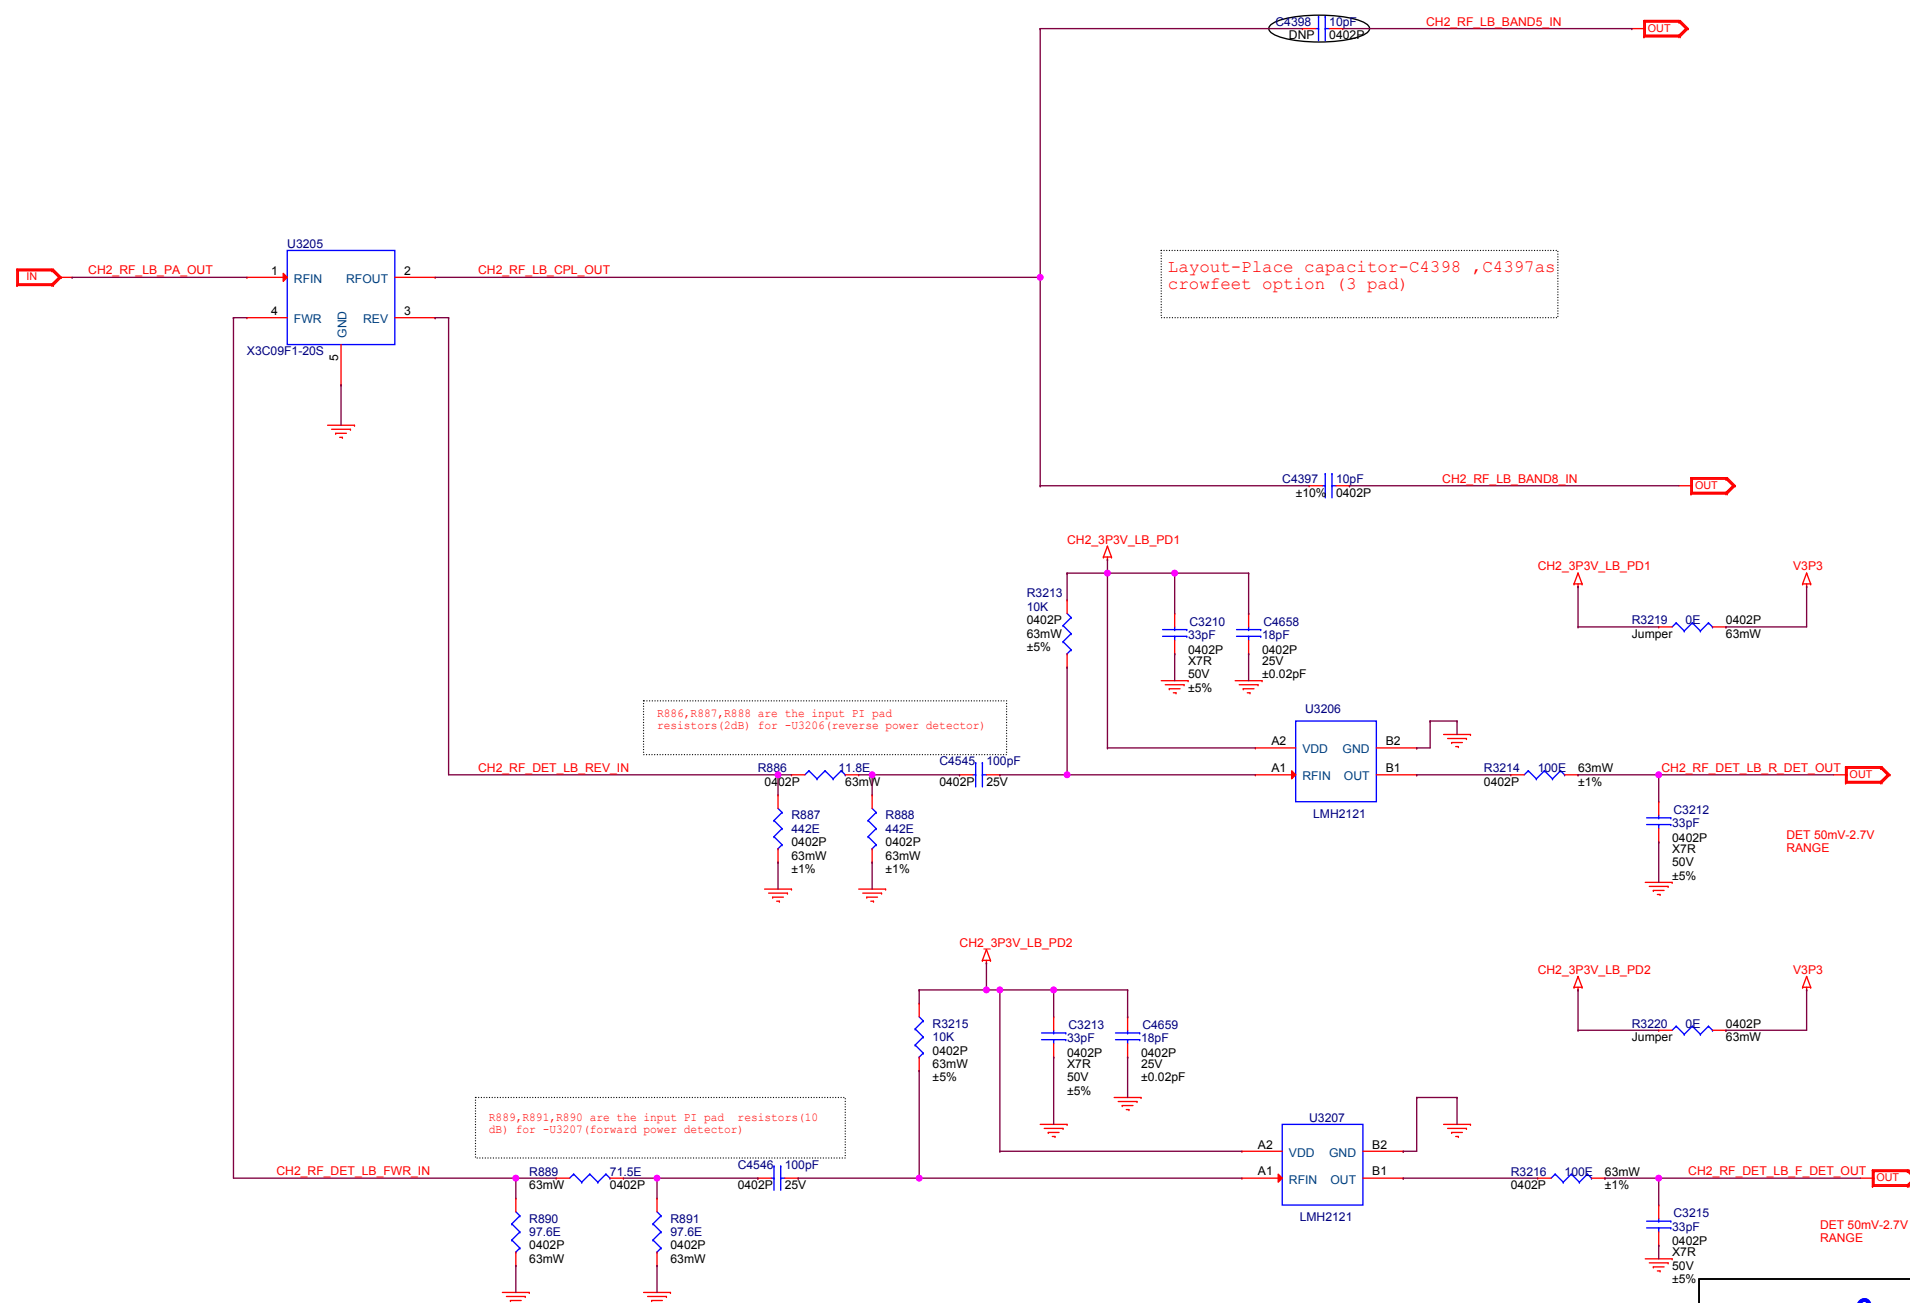 C4398 10pF CH2_RF_LB_BAND5_IN OUT
DNP 0402P
U3205
IN CH2_RF_LB_PA_OUT 1 RFIN RFOUT 2 CH2_RF_LB_CPL_OUT
4 FWR GND REV 3
X3C09F1-20S 5
Layout-Place capacitor-C4398 ,C4397as
crowfeet option (3 pad)
C4397 10pF CH2_RF_LB_BAND8_IN OUT
±10% 0402P
CH2_3P3V_LB_PD1
R3213
10K
0402P
63mW
±5%
C3210
33pF
0402P
X7R
50V
±5%
C4658
18pF
0402P
25V
±0.02pF
CH2_3P3V_LB_PD1 V3P3
R3219 0E 0402P
Jumper 63mW
R886,R887,R888 are the input PI pad
resistors(2dB) for -U3206(reverse power detector)
CH2_RF_DET_LB_REV_IN
R886 11.8E
0402P 63mW
C4545 100pF
0402P 25V
R887
442E
0402P
63mW
±1%
R888
442E
0402P
63mW
±1%
U3206
A2 VDD GND B2
A1 RFIN OUT B1
LMH2121
R3214 100E 63mW
0402P ±1%
CH2_RF_DET_LB_R_DET_OUT OUT
C3212
33pF
0402P
X7R
50V
±5%
DET 50mV-2.7V
RANGE
CH2_3P3V_LB_PD2
R3215
10K
0402P
63mW
±5%
C3213
33pF
0402P
X7R
50V
±5%
C4659
18pF
0402P
25V
±0.02pF
CH2_3P3V_LB_PD2 V3P3
R3220 0E 0402P
Jumper 63mW
R889,R891,R890 are the input PI pad resistors(10
dB) for -U3207(forward power detector)
CH2_RF_DET_LB_FWR_IN
R889 71.5E
63mW 0402P
C4546 100pF
0402P 25V
R890
97.6E
0402P
63mW
R891
97.6E
0402P
63mW
U3207
A2 VDD GND B2
A1 RFIN OUT B1
LMH2121
R3216 100E 63mW
0402P ±1%
CH2_RF_DET_LB_F_DET_OUT OUT
C3215
33pF
0402P
X7R
50V
±5%
DET 50mV-2.7V
RANGE